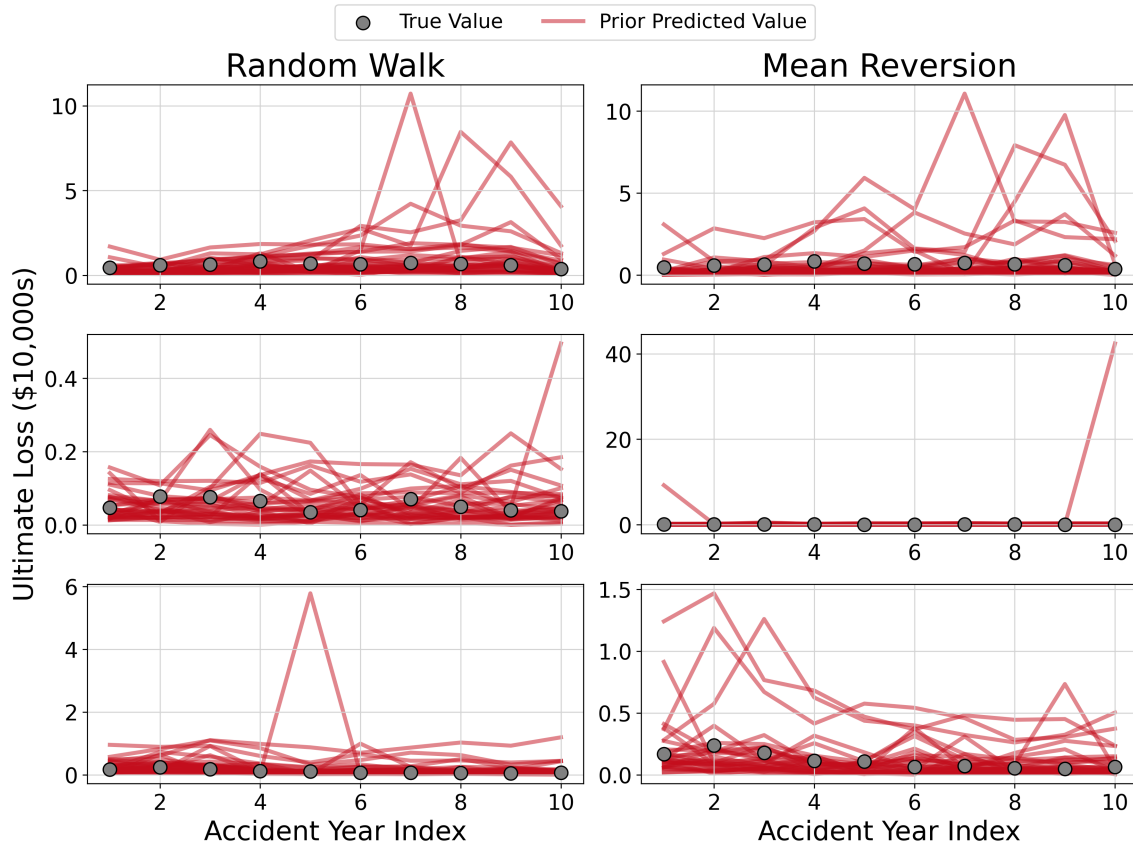 True Value Prior Predicted Value
Random Walk Mean Reversion
Ultimate Loss ($10,000s)
10
5
0
2 4 6 8 10
10
5
0
2 4 6 8 10
0.4
0.2
0.0
2 4 6 8 10
40
20
0
2 4 6 8 10
6
4
2
0
2 4 6 8 10
Accident Year Index
1.5
1.0
0.5
0.0
2 4 6 8 10
Accident Year Index